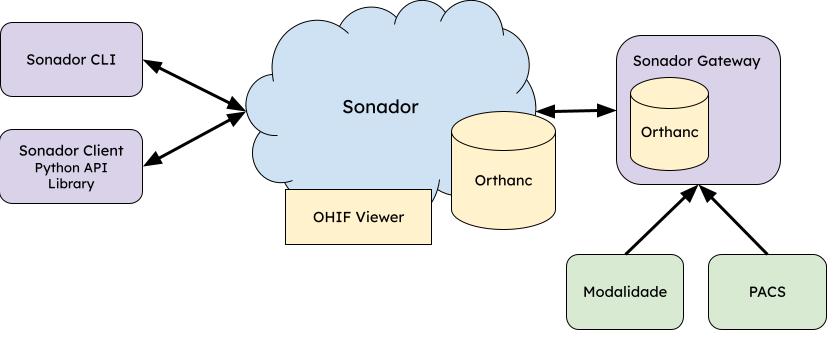 Sonador CLI
Sonador Client
Python API
Library
Sonador
Orthanc
OHIF Viewer
Sonador Gateway
Orthanc
Modalidade
PACS